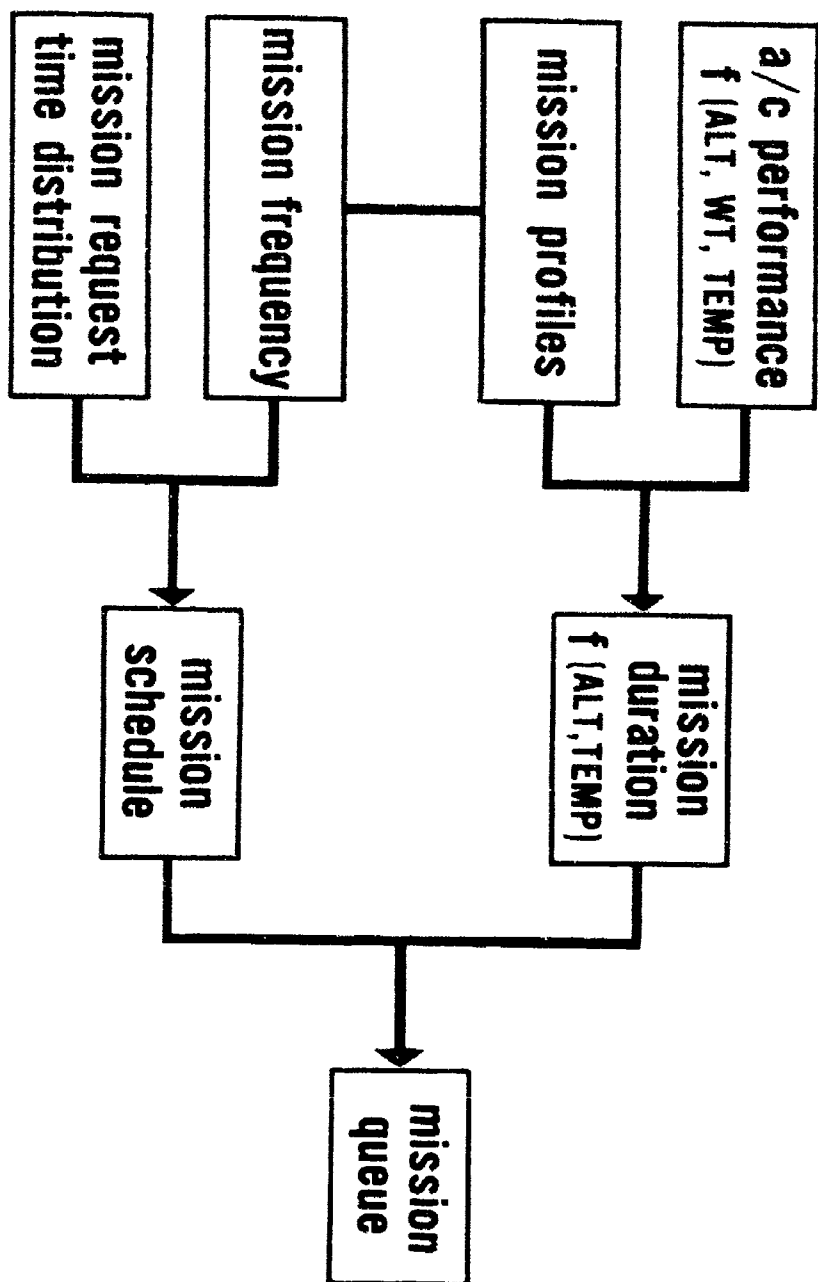 a/c performance
f (ALT, WT, TEMP)
mission profiles
mission frequency
mission request
time distribution
mission
duration
f (ALT,TEMP)
mission
schedule
mission
queue